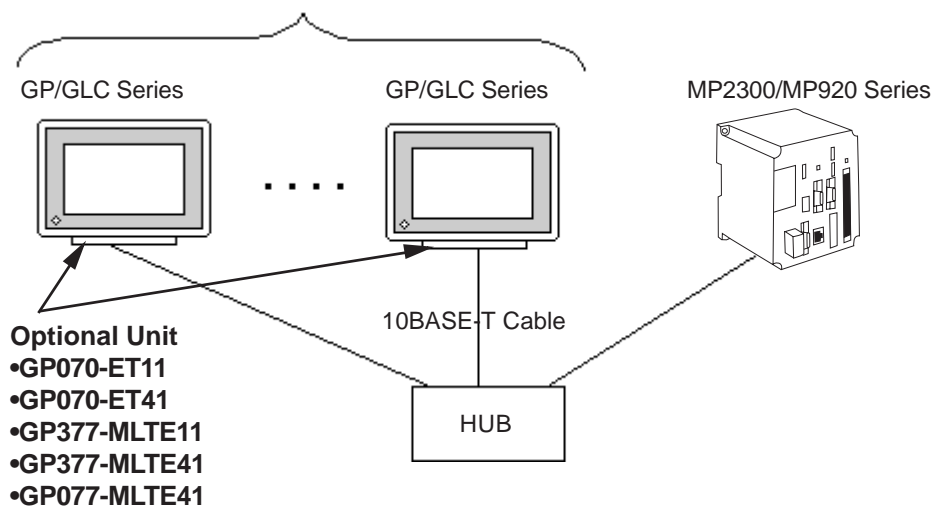 GP/GLC Series
GP/GLC Series
MP2300/MP920 Series
10BASE-T Cable
Optional Unit
•GP070-ET11
•GP070-ET41
•GP377-MLTE11
•GP377-MLTE41
•GP077-MLTE41
HUB